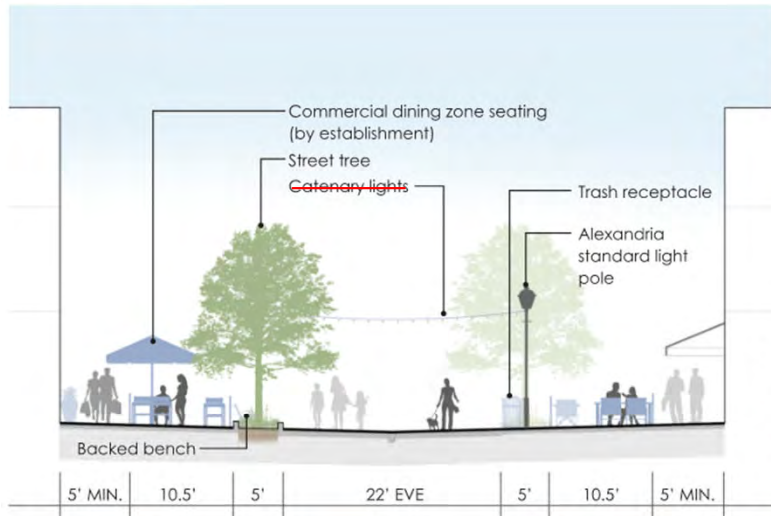 Commercial dining zone seating
(by establishment)
Street tree
Catenary lights
Trash receptacle
Alexandria
standard light
pole
Backed bench
5' MIN.
10.5'
5'
22' EVE
5'
10.5'
5' MIN.